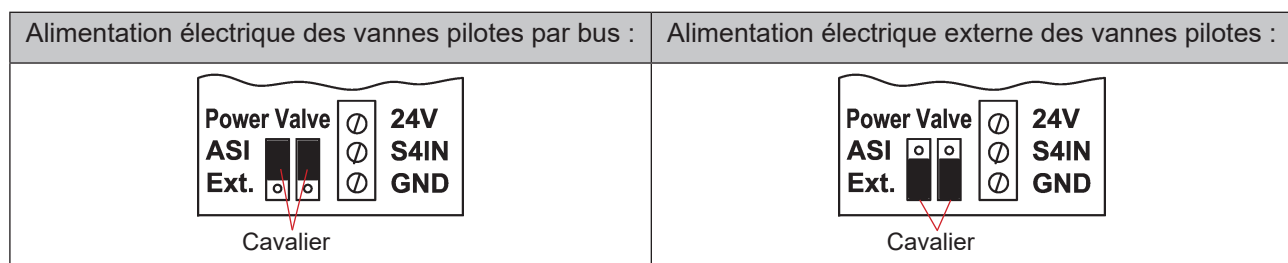 Alimentation électrique des vannes pilotes par bus :
Alimentation électrique externe des vannes pilotes :
Power Valve
ASI
Ext.
24V
S4IN
GND
Cavalier
Power Valve
ASI
Ext.
24V
S4IN
GND
Cavalier